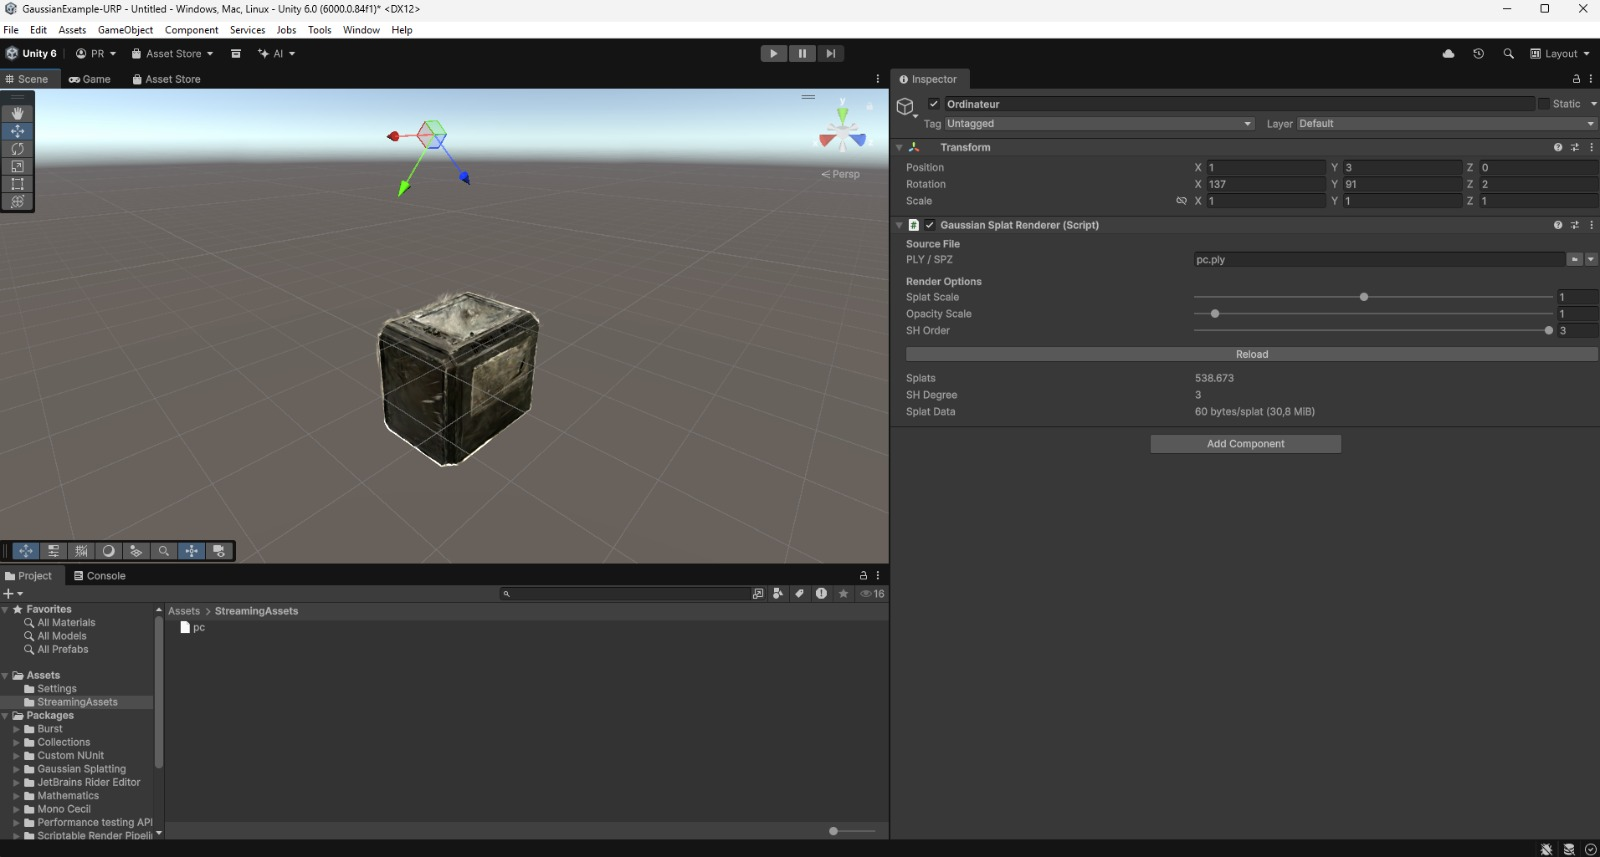 GaussianExample-URP - Untitled - Windows, Mac, Linux - Unity 6.0 (6000.0.84f1)* <DX12>
File Edit Assets GameObject Component Services Jobs Tools Window Help
Unity 6 PR Asset Store AI Layout
Scene Game Asset Store
y
Persp
Inspector
Ordinateur Static
Tag Untagged Layer Default
Transform
Position X 1 Y 3 Z 0
Rotation X 137 Y 91 Z 2
Scale X 1 Y 1 Z 1
Gaussian Splat Renderer (Script)
Source File
PLY / SPZ pc.ply
Render Options
Splat Scale 1
Opacity Scale 1
SH Order 3
Reload
Splats 538.673
SH Degree 3
Splat Data 60 bytes/splat (30,8 MiB)
Add Component
Project Console
16
Favorites
All Materials
All Models
All Prefabs
Assets
Settings
StreamingAssets
Packages
Burst
Collections
Custom NUnit
Gaussian Splatting
JetBrains Rider Editor
Mathematics
Mono Cecil
Performance testing API
Scriptable Render Pipeli
Assets > StreamingAssets
pc